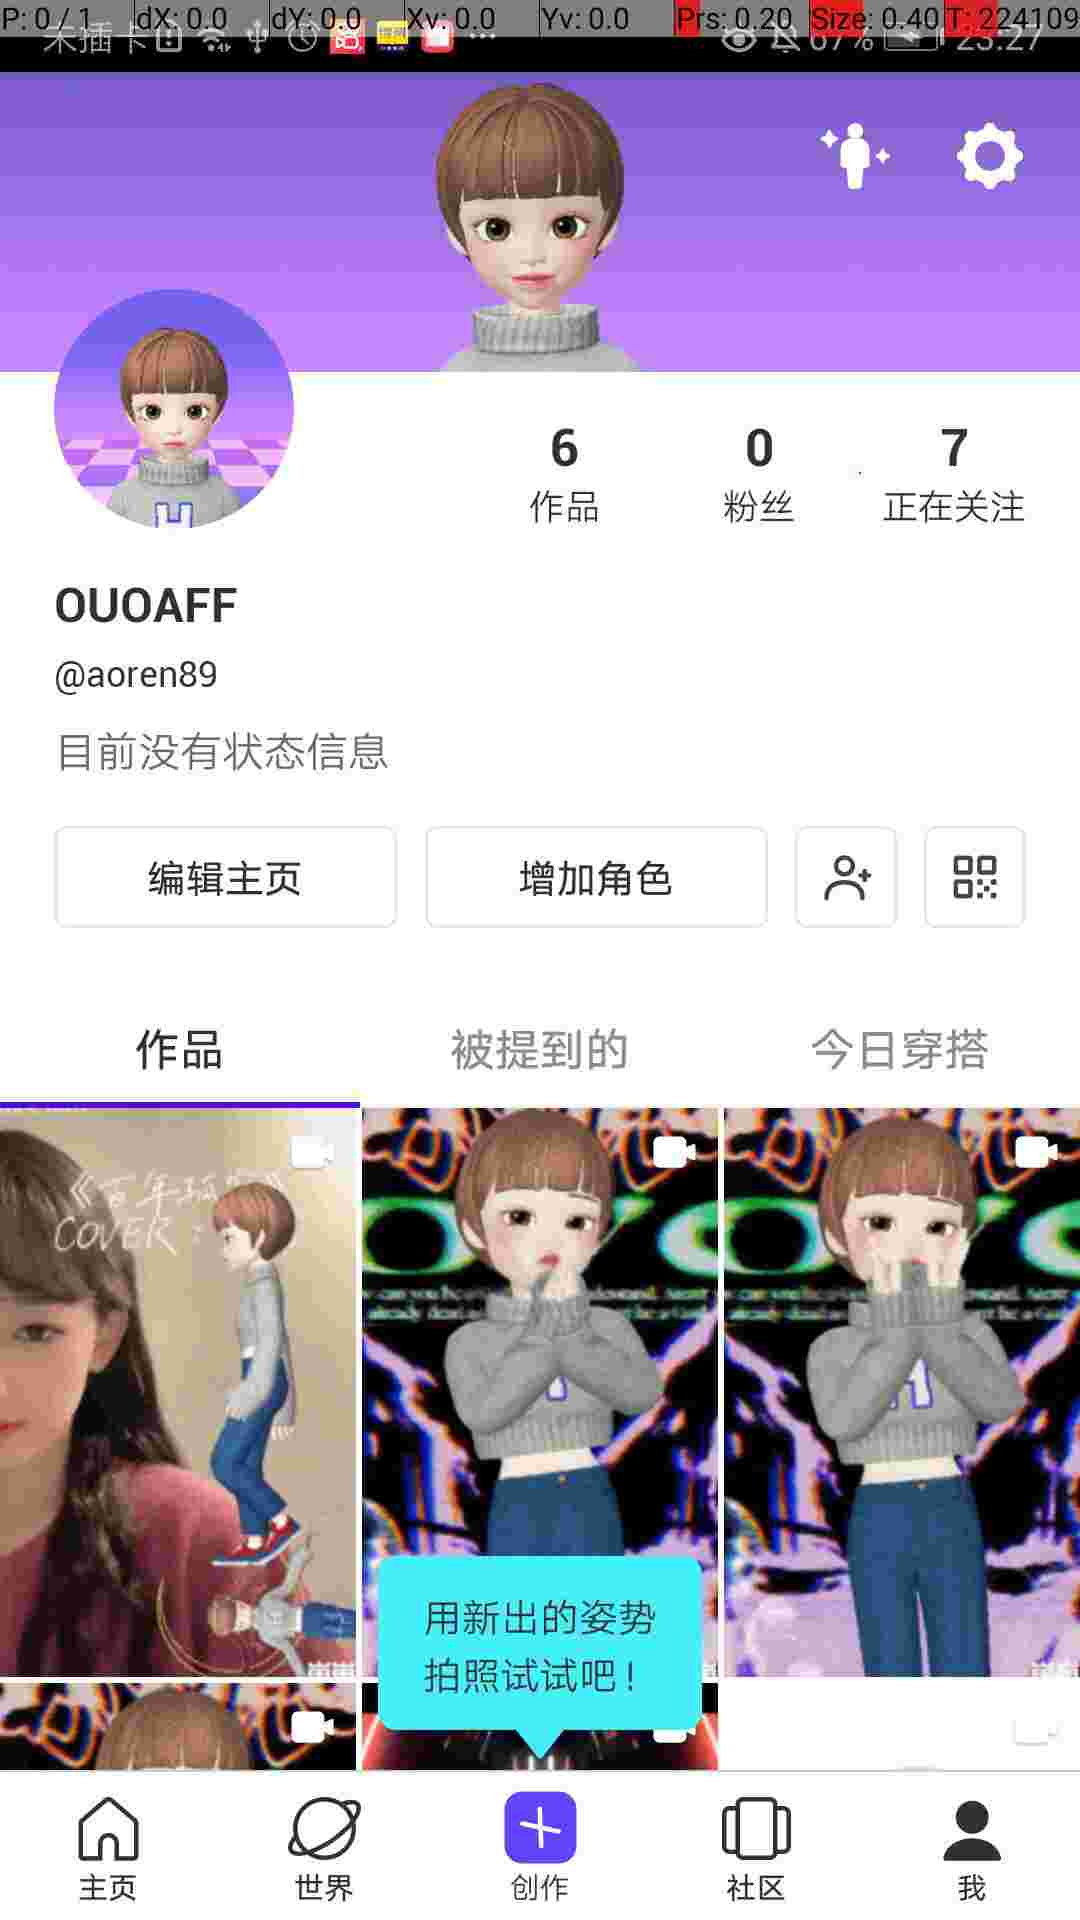 P: 0 / 1 dX: 0.0 dY: 0.0 Xv: 0.0 Yv: 0.0 Prs: 0.20 Size: 0.40 T: 224109
未插卡 67% 23:27
6 0 7
作品 粉丝 正在关注
OUOAFF
@aoren89
目前没有状态信息
编辑主页 增加角色
作品 被提到的 今日穿搭
COVER :
用新出的姿势
拍照试试吧！
主页 世界 创作 社区 我